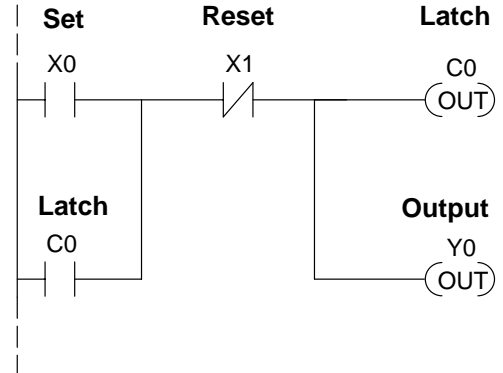 Set Reset Latch
X0 X1 C0
OUT
Latch Output
C0 Y0
OUT